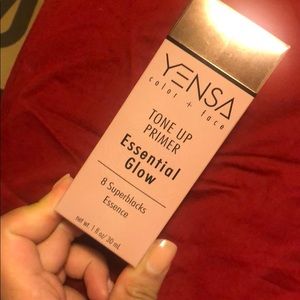 YENSA
color + face
TONE UP
PRIMER
Essential
Glow
8 Superblacks
Essence
net wt. 1 fl oz/ 30 mL